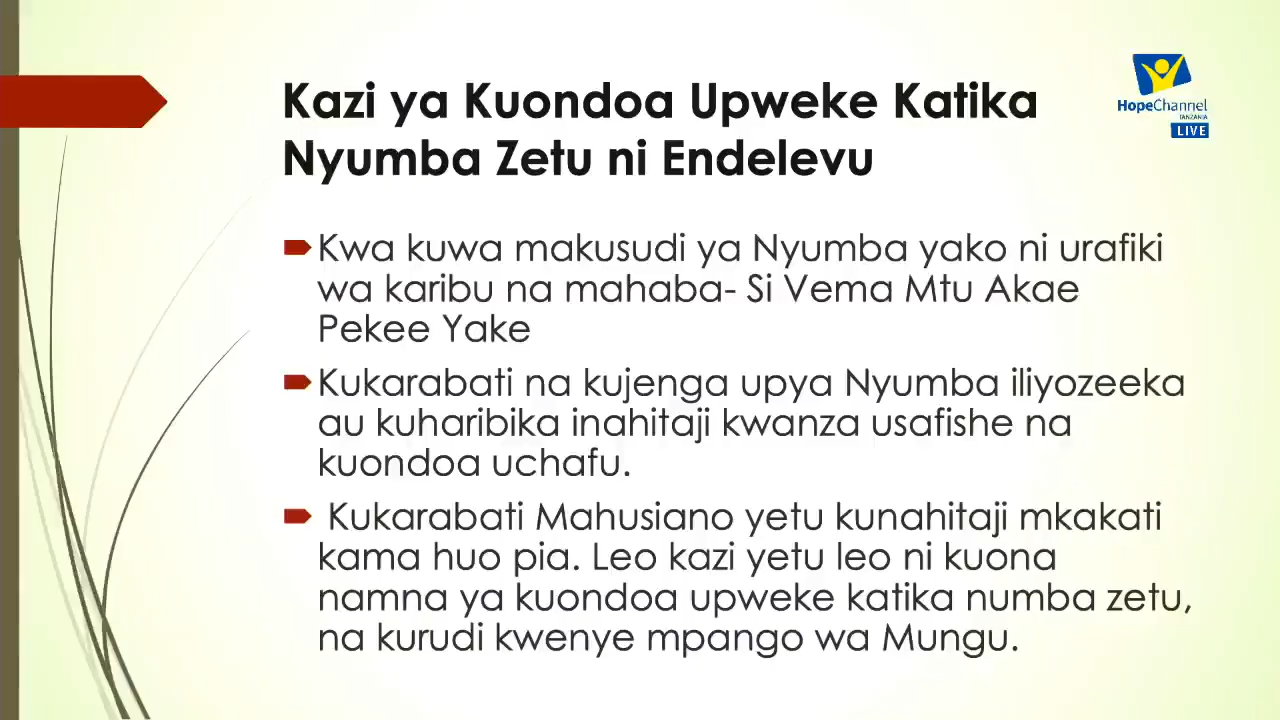 Kazi ya Kuondoa Upweke Katika
Nyumba Zetu ni Endelevu
HopeChannel
TANZANIA
LIVE
Kwa kuwa makusudi ya Nyumba yako ni urafiki
wa karibu na mahaba- Si Vema Mtu Akae
Pekee Yake
Kukarabati na kujenga upya Nyumba iliyozeeka
au kuharibika inahitaji kwanza usafishe na
kuondoa uchafu.
Kukarabati Mahusiano yetu kunahitaji mkakati
kama huo pia. Leo kazi yetu leo ni kuona
namna ya kuondoa upweke katika numba zetu,
na kurudi kwenye mpango wa Mungu.